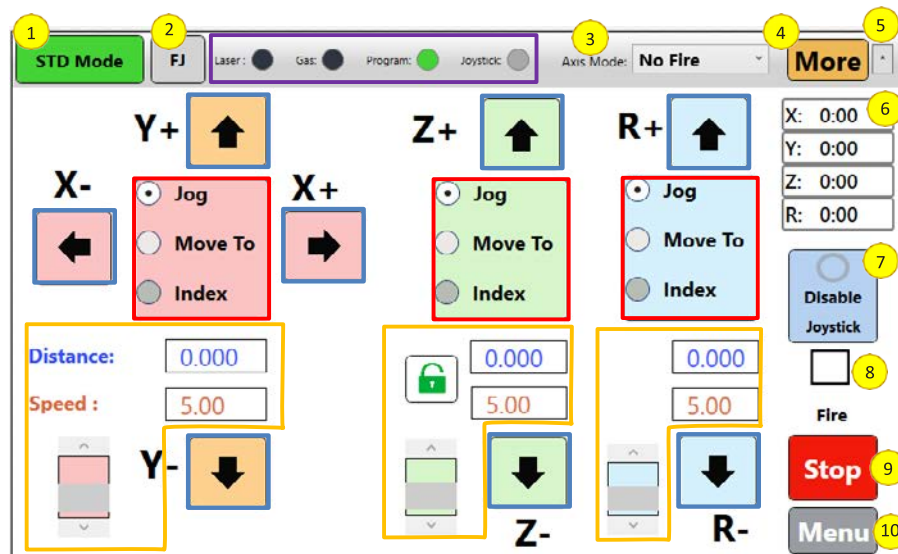 1
2
3
4
5
STD Mode
FJ
Laser :
Gas:
Program:
Joystick:
Axis Mode:
No Fire
More
6
X: 0:00
Y: 0:00
Z: 0:00
R: 0:00
Y+
Z+
R+
X-
X+
Jog
Move To
Index
Jog
Move To
Index
Jog
Move To
Index
7
Disable
Joystick
Distance:
0.000
0.000
0.000
Speed :
5.00
5.00
5.00
8
Fire
Y-
Z-
R-
Stop
9
Menu
10